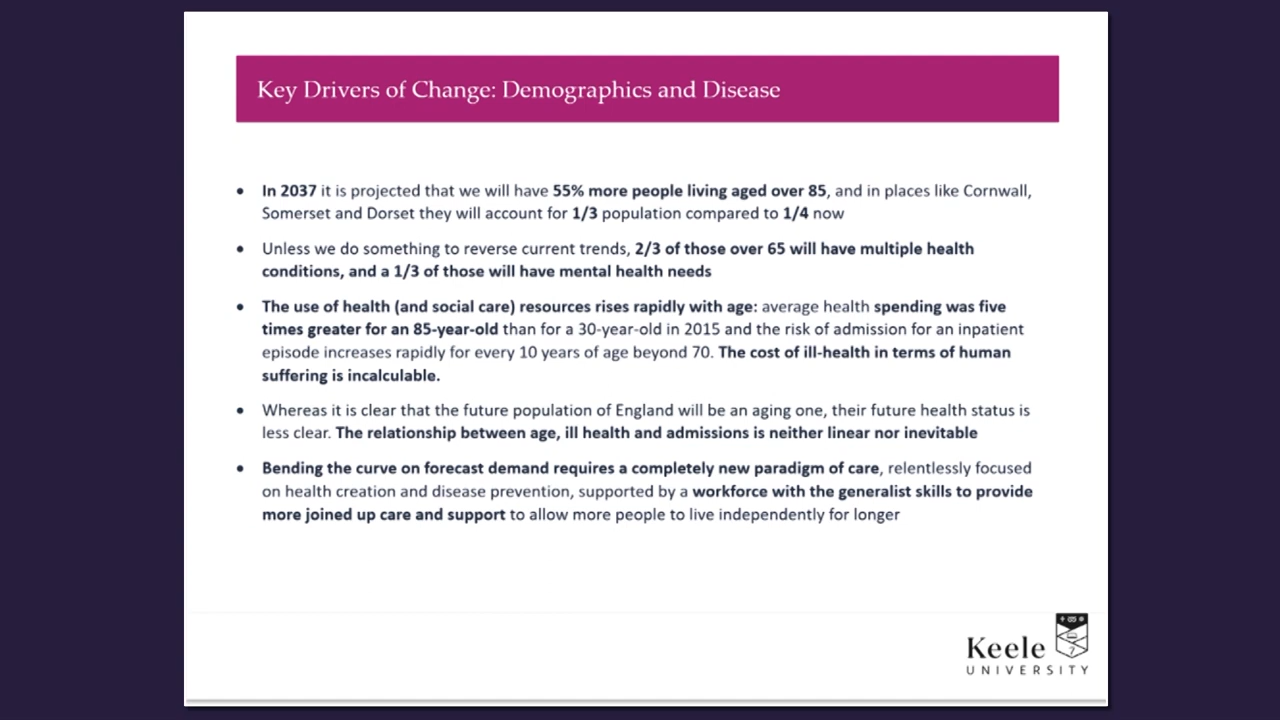 Key Drivers of Change: Demographics and Disease
• In 2037 it is projected that we will have 55% more people living aged over 85, and in places like Cornwall,
Somerset and Dorset they will account for 1/3 population compared to 1/4 now
• Unless we do something to reverse current trends, 2/3 of those over 65 will have multiple health
conditions, and a 1/3 of those will have mental health needs
• The use of health (and social care) resources rises rapidly with age: average health spending was five
times greater for an 85-year-old than for a 30-year-old in 2015 and the risk of admission for an inpatient
episode increases rapidly for every 10 years of age beyond 70. The cost of ill-health in terms of human
suffering is incalculable.
• Whereas it is clear that the future population of England will be an aging one, their future health status is
less clear. The relationship between age, ill health and admissions is neither linear nor inevitable
• Bending the curve on forecast demand requires a completely new paradigm of care, relentlessly focused
on health creation and disease prevention, supported by a workforce with the generalist skills to provide
more joined up care and support to allow more people to live independently for longer
Keele
UNIVERSITY